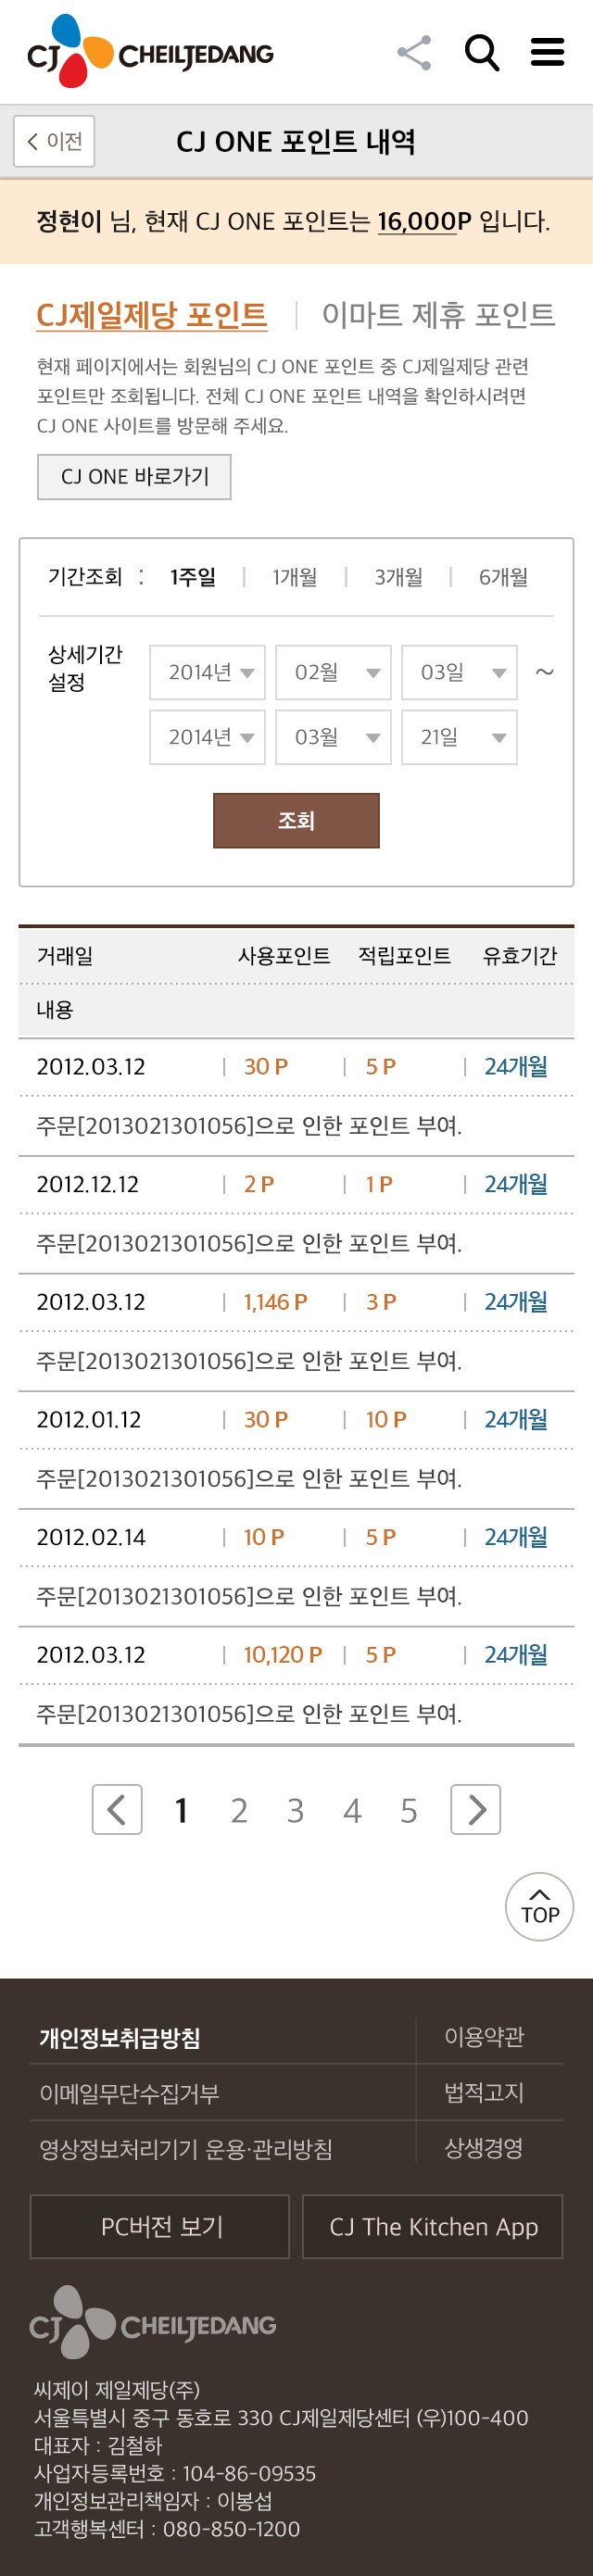 CJ CHEILJEDANG
이전
CJ ONE 포인트 내역
정현이 님, 현재 CJ ONE 포인트는 16,000P 입니다.
CJ제일제당 포인트 | 이마트 제휴 포인트
현재 페이지에서는 회원님의 CJ ONE 포인트 중 CJ제일제당 관련
포인트만 조회됩니다. 전체 CJ ONE 포인트 내역을 확인하시려면
CJ ONE 사이트를 방문해 주세요.
CJ ONE 바로가기
기간조회 : 1주일 | 1개월 | 3개월 | 6개월
상세기간
설정
2014년 02월 03일 ~
2014년 03월 21일
조회
거래일 사용포인트 적립포인트 유효기간
내용
2012.03.12 | 30 P | 5 P | 24개월
주문[2013021301056]으로 인한 포인트 부여.
2012.12.12 | 2 P | 1 P | 24개월
주문[2013021301056]으로 인한 포인트 부여.
2012.03.12 | 1,146 P | 3 P | 24개월
주문[2013021301056]으로 인한 포인트 부여.
2012.01.12 | 30 P | 10 P | 24개월
주문[2013021301056]으로 인한 포인트 부여.
2012.02.14 | 10 P | 5 P | 24개월
주문[2013021301056]으로 인한 포인트 부여.
2012.03.12 | 10,120 P | 5 P | 24개월
주문[2013021301056]으로 인한 포인트 부여.
1 2 3 4 5
TOP
개인정보취급방침 이용약관
이메일무단수집거부 법적고지
영상정보처리기기 운용·관리방침 상생경영
PC버전 보기 CJ The Kitchen App
CJ CHEILJEDANG
씨제이 제일제당(주)
서울특별시 중구 동호로 330 CJ제일제당센터 (우)100-400
대표자 : 김철하
사업자등록번호 : 104-86-09535
개인정보관리책임자 : 이봉섭
고객행복센터 : 080-850-1200